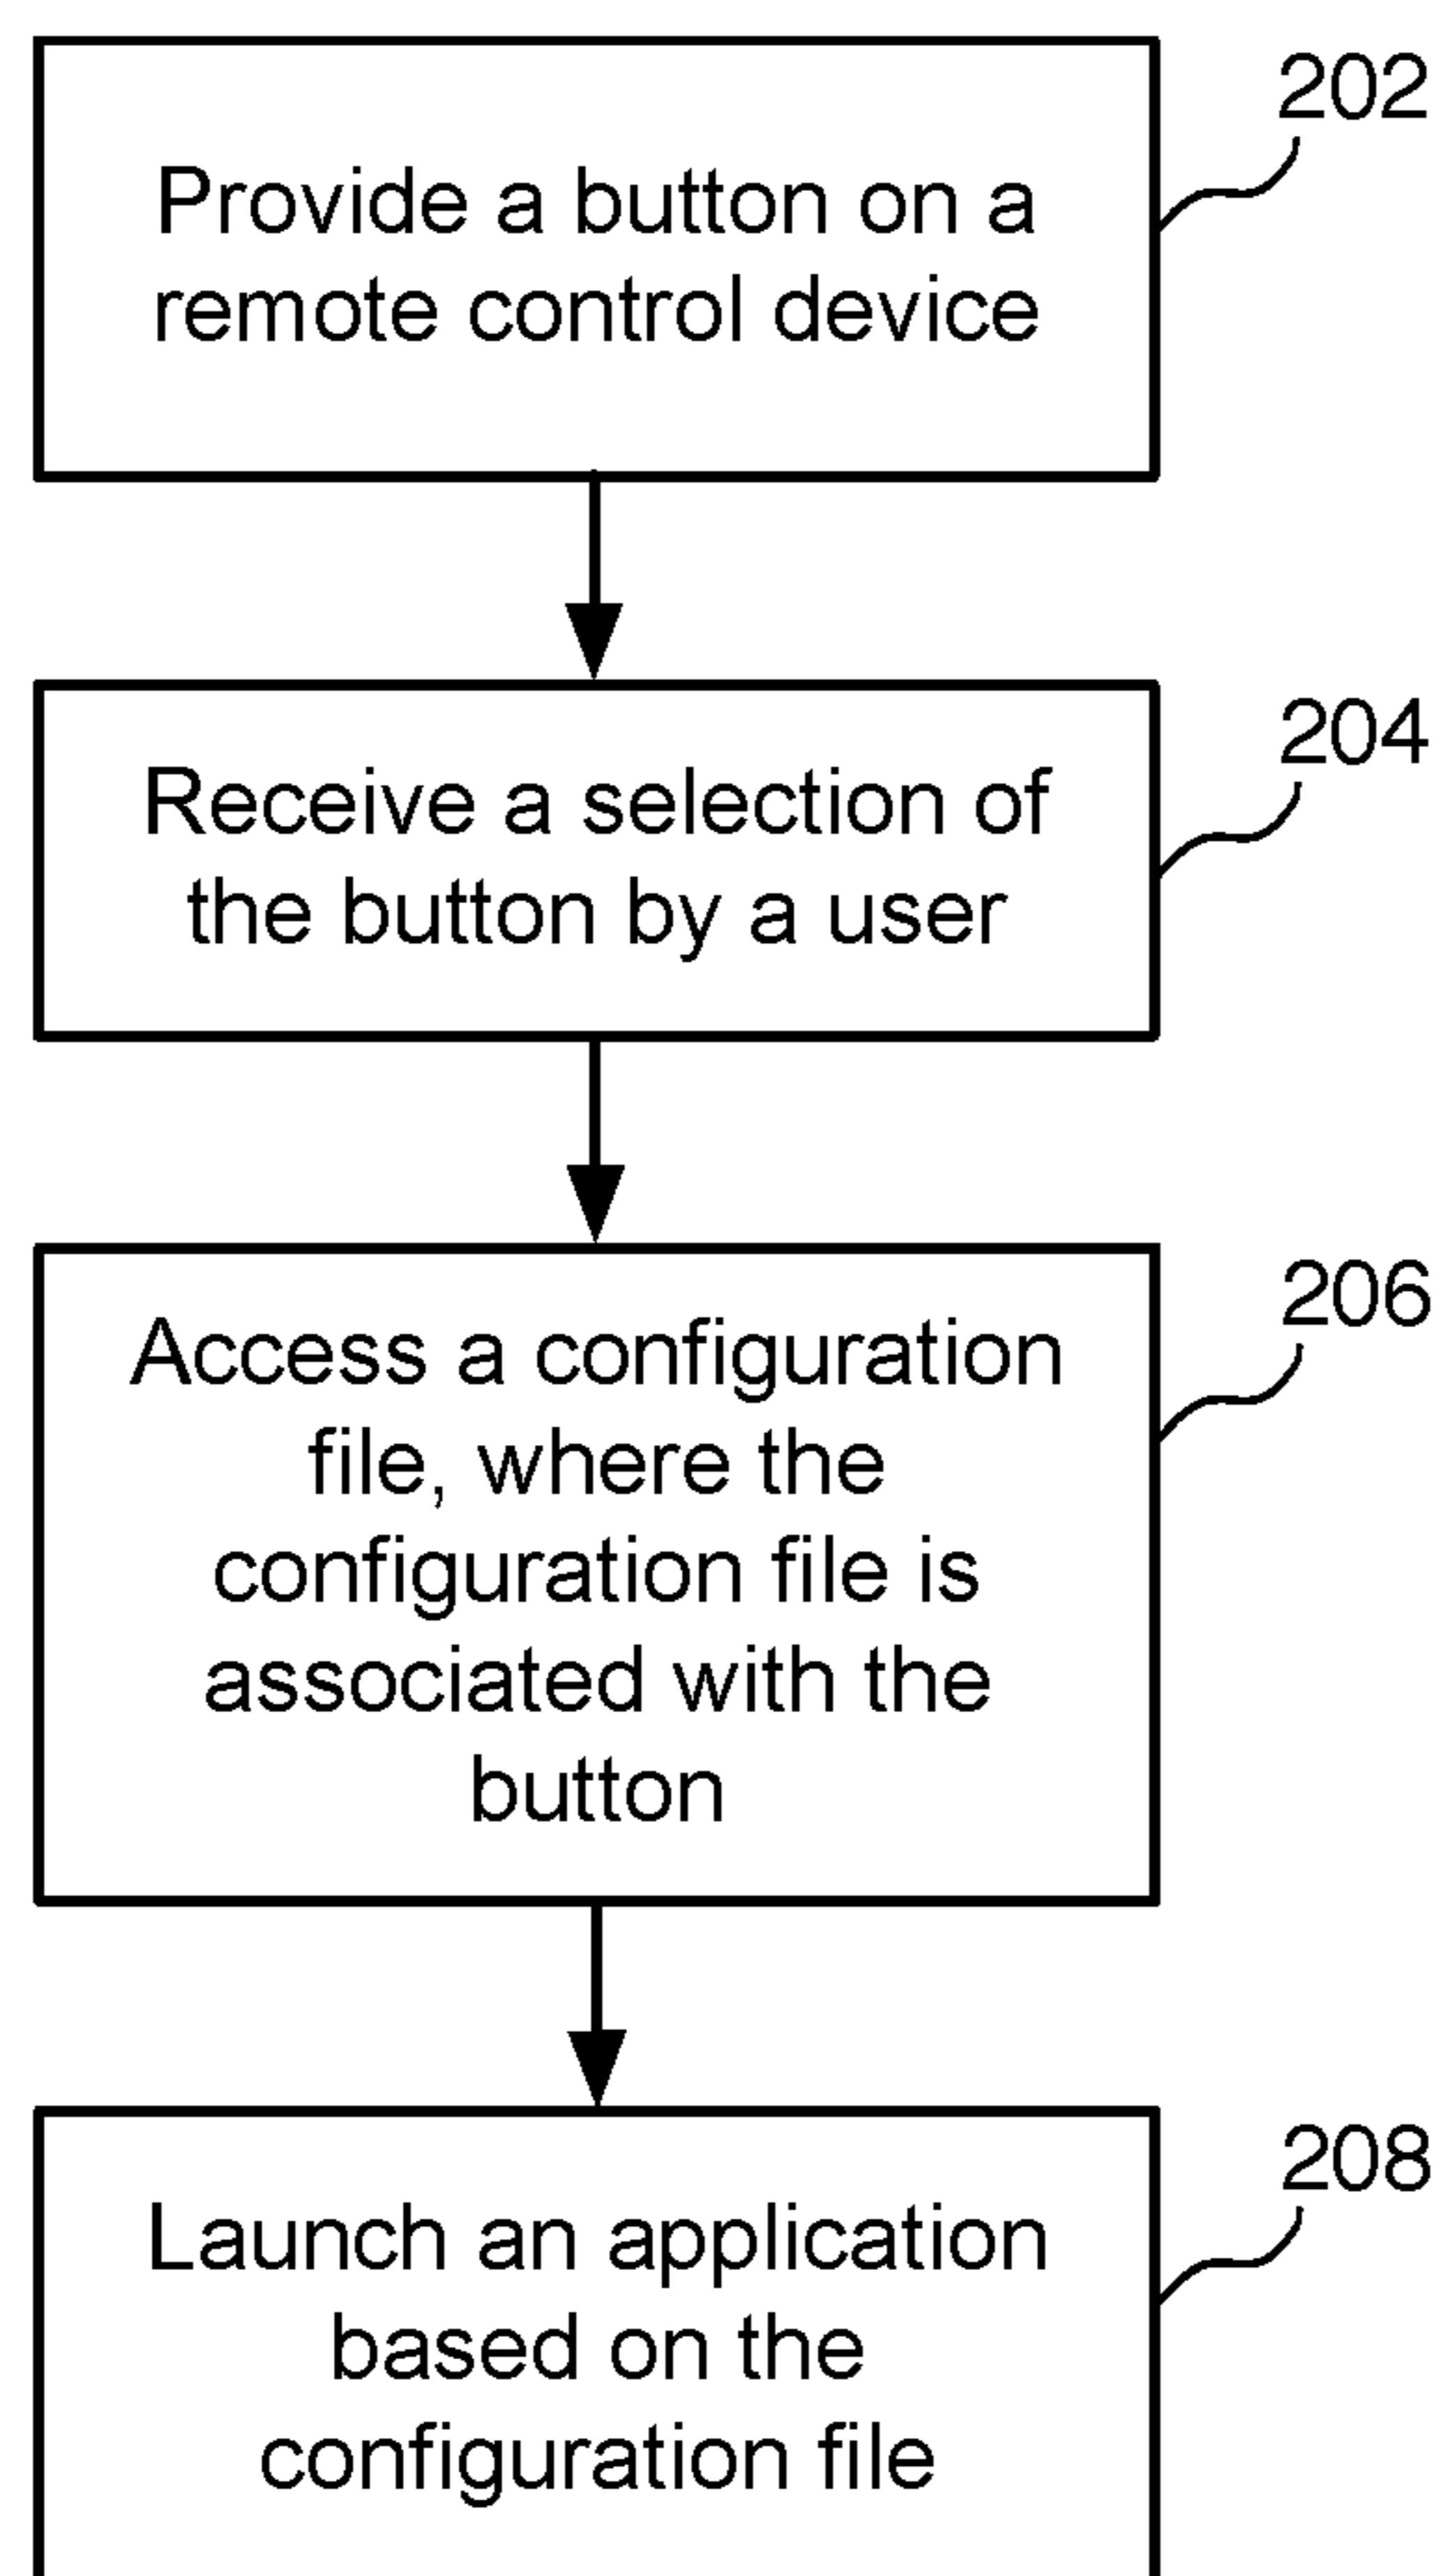 202
Provide a button on a
remote control device
204
Receive a selection of
the button by a user
206
Access a configuration
file, where the
configuration file is
associated with the
button
208
Launch an application
based on the
configuration file